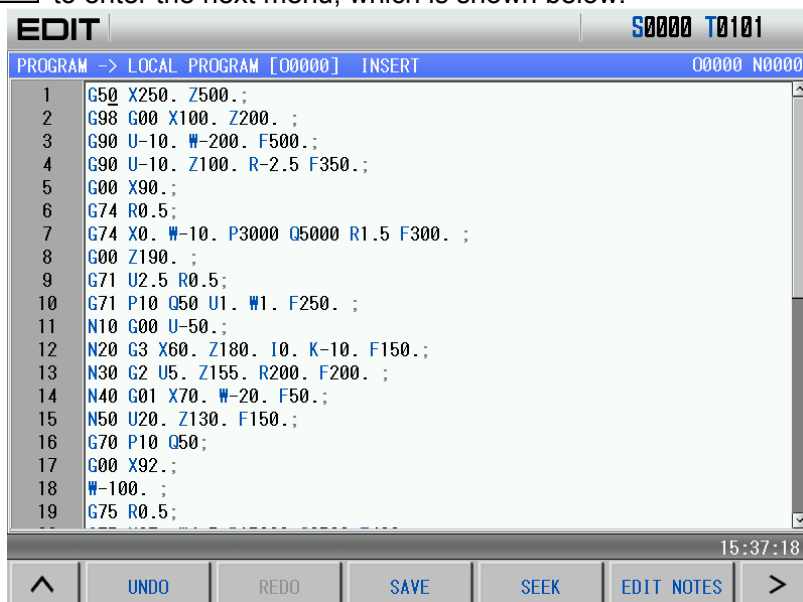 to enter the next menu, which is shown below.
EDIT S0000 T0101
PROGRAM -> LOCAL PROGRAM [O0000] INSERT O0000 N0000
1 G50 X250. Z500.;
2 G98 G00 X100. Z200. ;
3 G90 U-10. W-200. F500.;
4 G90 U-10. Z100. R-2.5 F350.;
5 G00 X90.;
6 G74 R0.5;
7 G74 X0. W-10. P3000 Q5000 R1.5 F300. ;
8 G00 Z190. ;
9 G71 U2.5 R0.5;
10 G71 P10 Q50 U1. W1. F250. ;
11 N10 G00 U-50.;
12 N20 G3 X60. Z180. I0. K-10. F150.;
13 N30 G2 U5. Z155. R200. F200. ;
14 N40 G01 X70. W-20. F50.;
15 N50 U20. Z130. F150.;
16 G70 P10 Q50;
17 G00 X92.;
18 W-100. ;
19 G75 R0.5;
15:37:18
UNDO REDO SAVE SEEK EDIT NOTES >